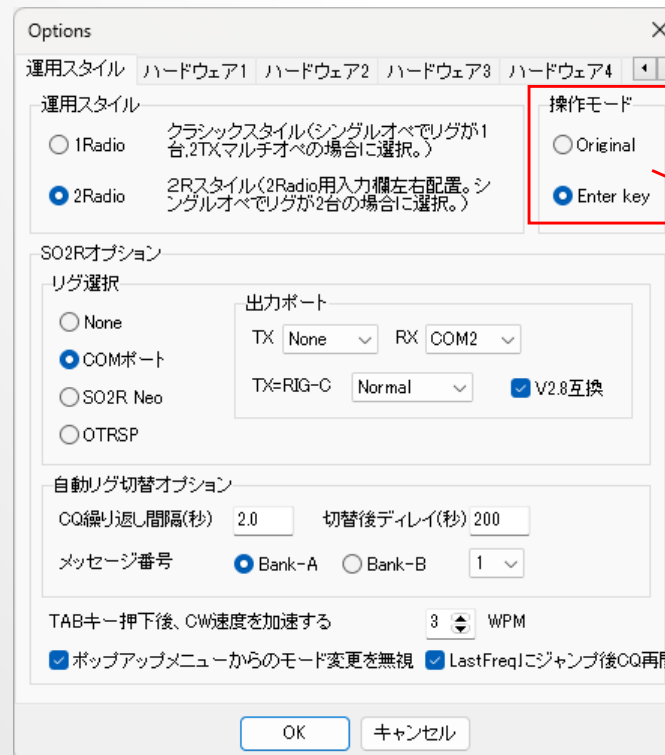 Options
運用スタイル ハードウェア1 ハードウェア2 ハードウェア3 ハードウェア4
運用スタイル
1Radio
クラシックスタイル(シングルオペでリグが1
台,2TXマルチオペの場合に選択。)
2Radio
2Rスタイル(2Radio用入力欄左右配置。シ
ングルオペでリグが2台の場合に選択。)
操作モード
Original
Enter key
SO2Rオプション
リグ選択
None
COMポート
SO2R Neo
OTRSP
出力ポート
TX None RX COM2
TX=RIG-C Normal V2.8互換
自動リグ切替オプション
CQ繰り返し間隔(秒) 2.0 切替後ディレイ(秒) 200
メッセージ番号 Bank-A Bank-B 1
TABキー押下後、CW速度を加速する 3 WPM
ポップアップメニューからのモード変更を無視 LastFreqにジャンプ後CQ再
OK キャンセル